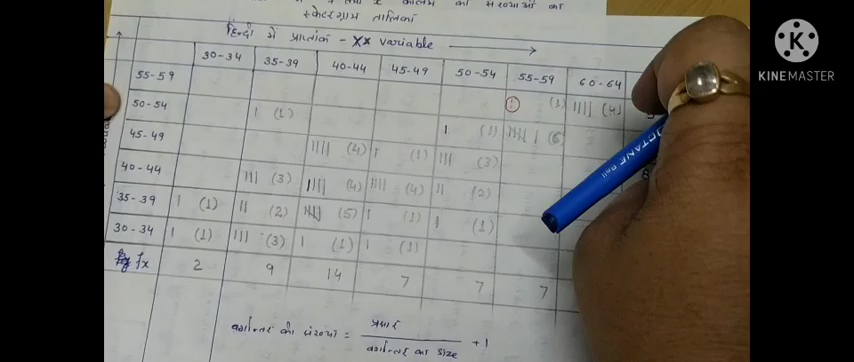 स्केटरग्राम तालिका
हिन्दी में प्राप्तांक - XX variable
30-34 35-39 40-44 45-49 50-54 55-59 60-64
55-59 | (1) |||| (4)
50-54 | (1) | (1) |||| | (6)
45-49 |||| (4) | (1) ||| (3)
40-44 ||| (3) |||| (4) |||| (4) || (2)
35-39 | (1) || (2) |||| (5) | (1) | (1)
30-34 | (1) ||| (3) | (1) | (1)
fx 2 9 14 7 7 7
वर्गान्तर की संख्या = प्रसार / वर्गान्तर का size + 1
KINEMASTER